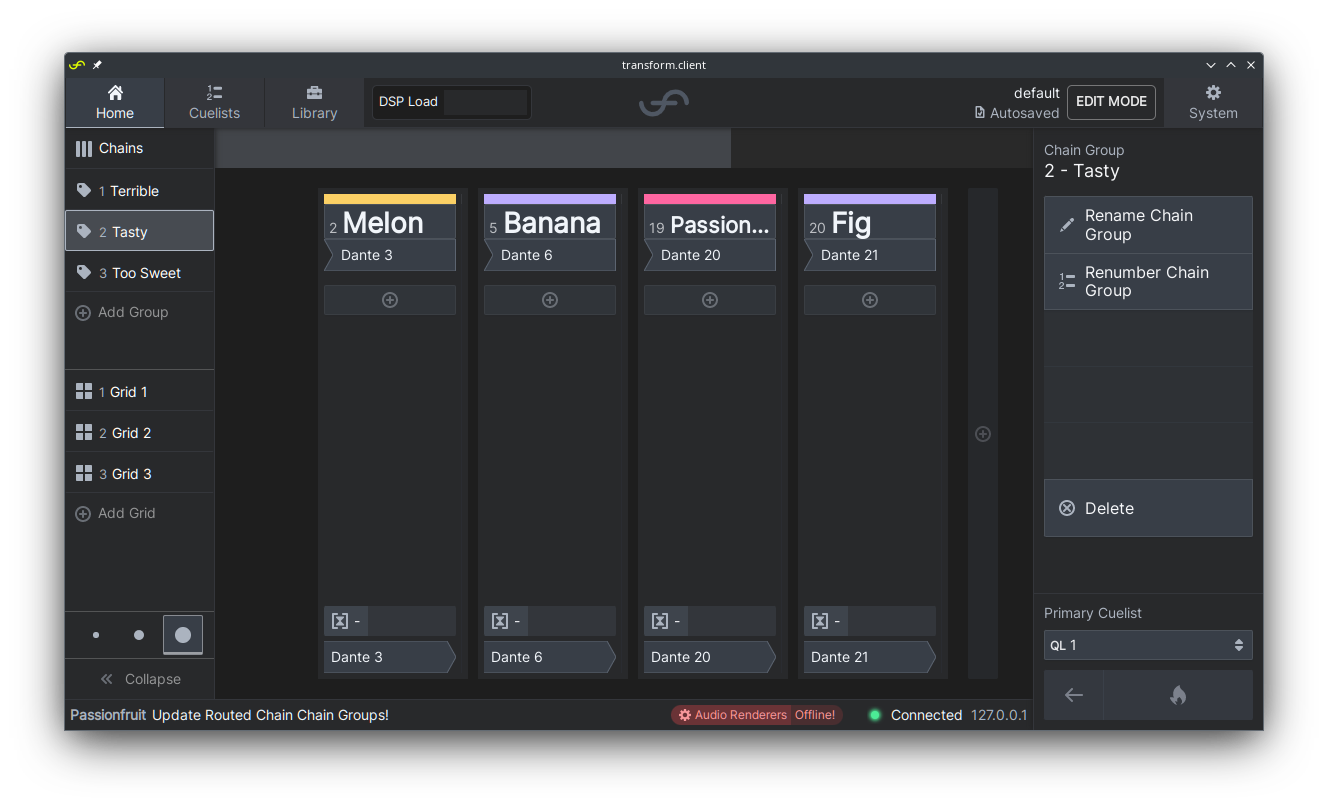 transform.client
Home
1
2
Cuelists
Library
DSP Load
default
Autosaved
EDIT MODE
System
Chains
1 Terrible
2 Tasty
3 Too Sweet
Add Group
1 Grid 1
2 Grid 2
3 Grid 3
Add Grid
Collapse
2 Melon
Dante 3
5 Banana
Dante 6
19 Passion...
Dante 20
20 Fig
Dante 21
-
Dante 3
-
Dante 6
-
Dante 20
-
Dante 21
Chain Group
2 - Tasty
Rename Chain
Group
1
2
Renumber Chain
Group
Delete
Primary Cuelist
QL 1
Passionfruit Update Routed Chain Chain Groups!
Audio Renderers Offline!
Connected 127.0.0.1